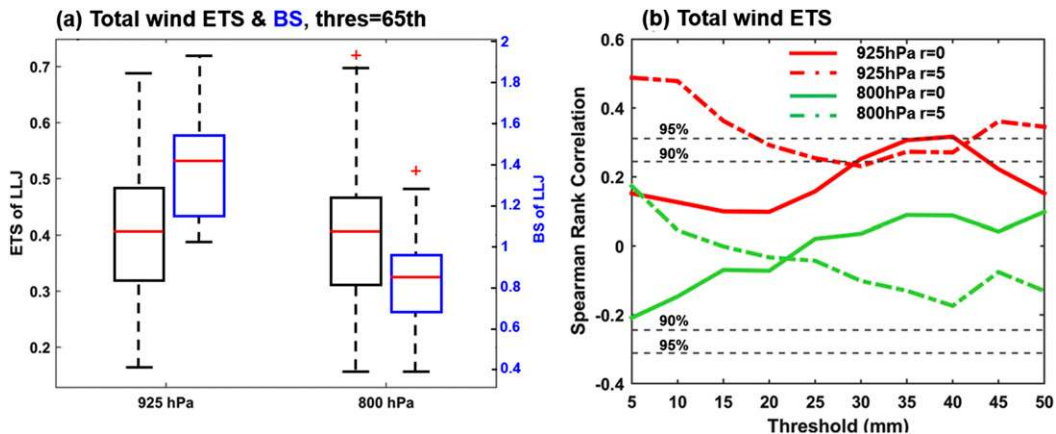 (a) Total wind ETS & BS, thres=65th
ETS of LLJ
0.7
0.6
0.5
0.4
0.3
0.2
925 hPa
800 hPa
2
1.8
1.6
1.4
1.2
1
0.8
0.6
0.4
BS of LLJ
(b) Total wind ETS
Spearman Rank Correlation
0.6
0.4
0.2
0
-0.2
-0.4
925hPa r=0
925hPa r=5
800hPa r=0
800hPa r=5
95%
90%
90%
95%
5 10 15 20 25 30 35 40 45 50
Threshold (mm)